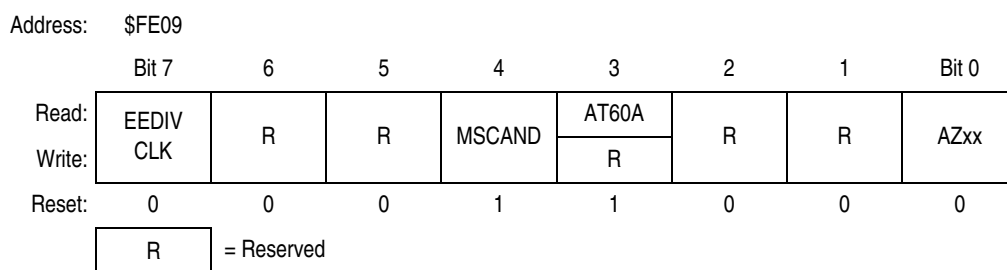 Address: $FE09
Bit 7 6 5 4 3 2 1 Bit 0
Read: EEDIV CLK R R MSCAND AT60A R R AZxx
Write: R
Reset: 0 0 0 1 1 0 0 0
R = Reserved